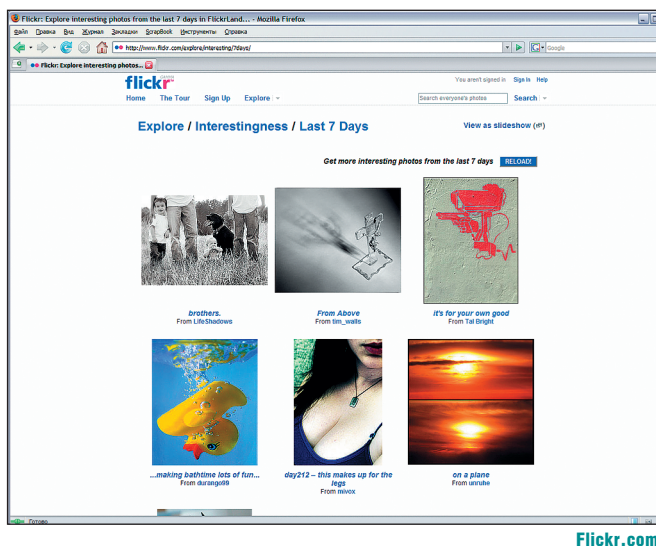 Flickr: Explore interesting photos from the last 7 days in FlickrLand... - Mozilla Firefox
Файл Правка Вид Журнал Закладки ScrapBook Инструменты Справка
http://www.flickr.com/explore/interesting/7days/
Google
Flickr: Explore interesting photos...
flickr
You aren't signed in Sign In Help
Home The Tour Sign Up Explore
Search everyone's photos Search
Explore / Interestingness / Last 7 Days
View as slideshow
Get more interesting photos from the last 7 days RELOAD!
brothers.
From LifeShadows
From Above
From tim_walls
it's for your own good
From Tal Bright
...making bathtime lots of fun...
From durango99
day212 – this makes up for the
legs
From mivox
on a plane
From unruhe
Готово
Flickr.com